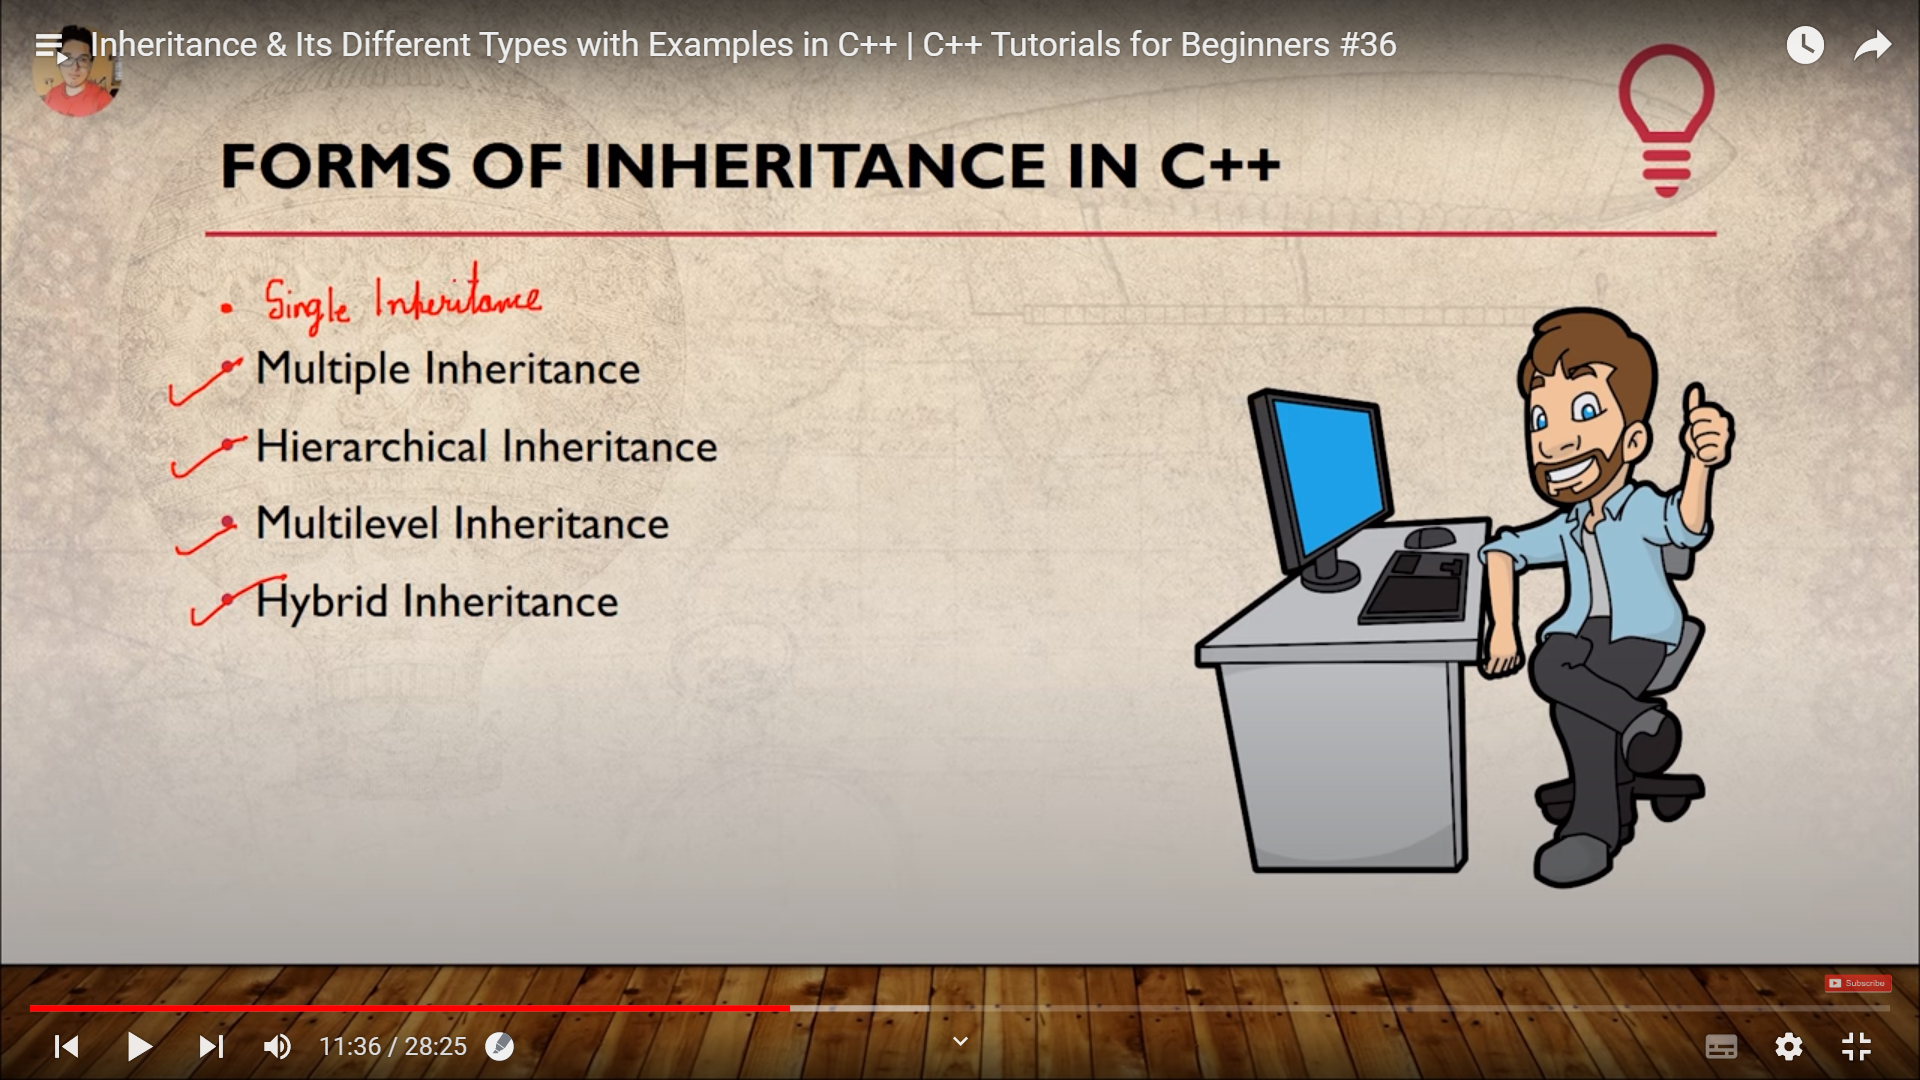 Inheritance & Its Different Types with Examples in C++ | C++ Tutorials for Beginners #36
FORMS OF INHERITANCE IN C++
• Single Inheritance
• Multiple Inheritance
• Hierarchical Inheritance
• Multilevel Inheritance
• Hybrid Inheritance
Subscribe
11:36 / 28:25